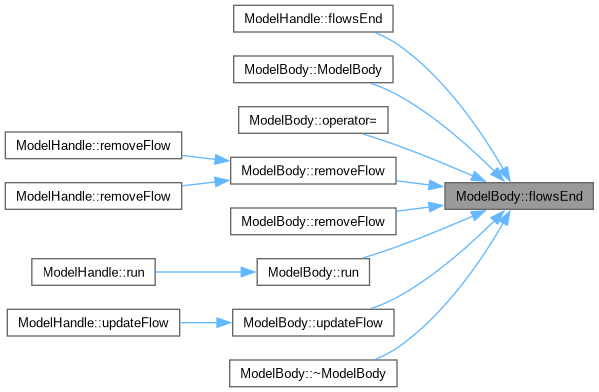 ModelHandle::flowsEnd
ModelBody::ModelBody
ModelBody::operator=
ModelHandle::removeFlow
ModelBody::removeFlow
ModelHandle::removeFlow
ModelBody::flowsEnd
ModelBody::removeFlow
ModelHandle::run
ModelBody::run
ModelHandle::updateFlow
ModelBody::updateFlow
ModelBody::~ModelBody